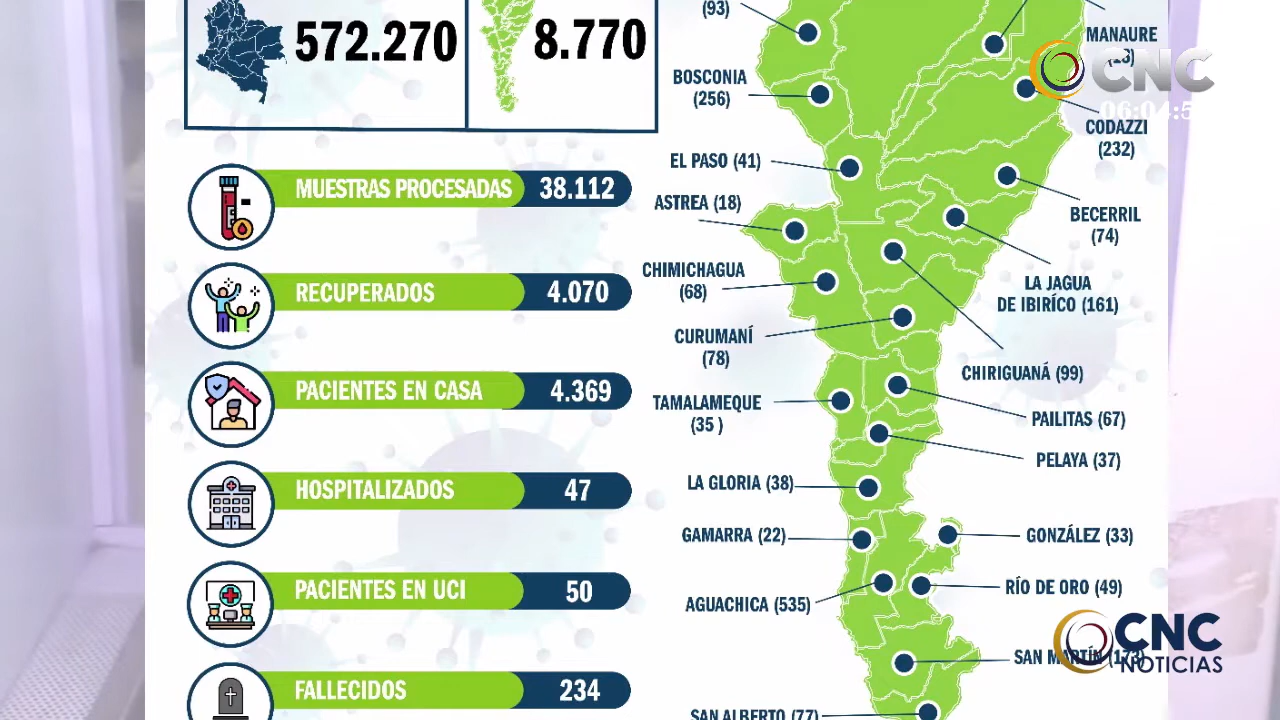 572.270
8.770
MUESTRAS PROCESADAS 38.112
RECUPERADOS 4.070
PACIENTES EN CASA 4.369
HOSPITALIZADOS 47
PACIENTES EN UCI 50
FALLECIDOS 234
(93)
BOSCONIA
(256)
EL PASO (41)
ASTREA (18)
CHIMICHAGUA
(68)
CURUMANÍ
(78)
TAMALAMEQUE
(35 )
LA GLORIA (38)
GAMARRA (22)
AGUACHICA (535)
SAN ALBERTO (77)
MANAURE
CODAZZI
(232)
BECERRIL
(74)
LA JAGUA
DE IBIRÍCO (161)
CHIRIGUANÁ (99)
PAILITAS (67)
PELAYA (37)
GONZÁLEZ (33)
RÍO DE ORO (49)
SAN MARTÍN
CNC
CNC
NOTICIAS